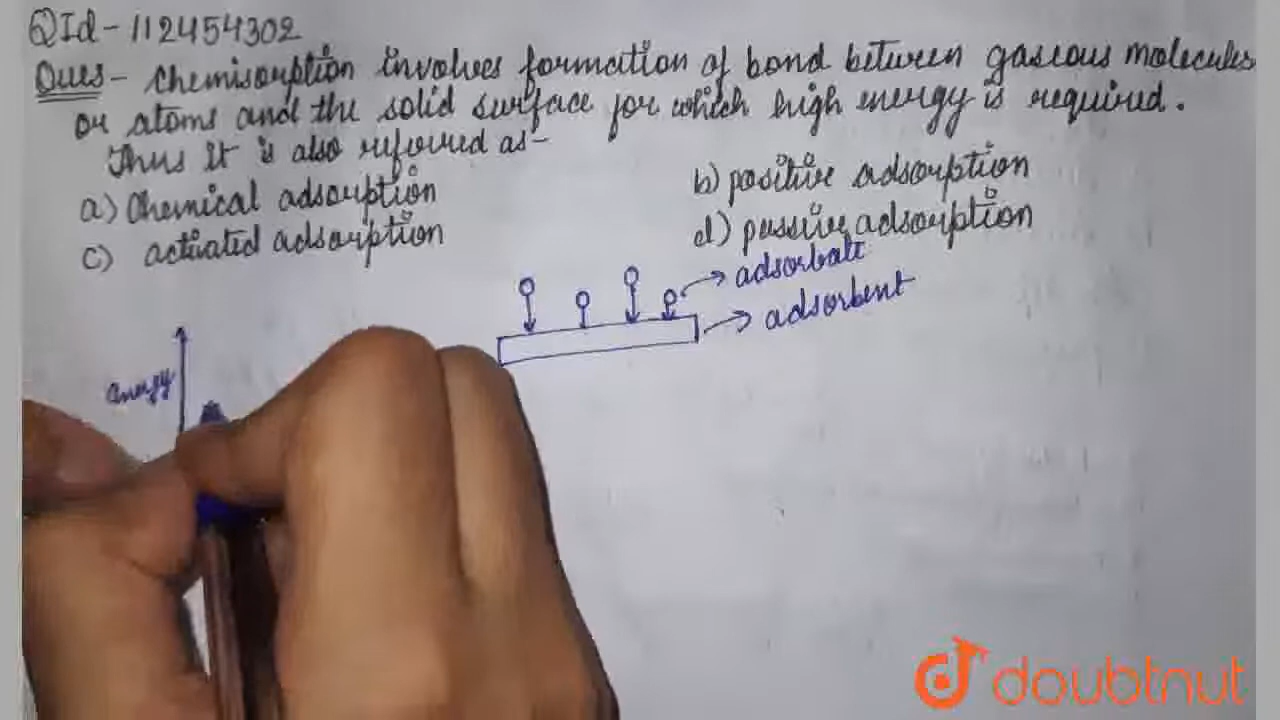 QId - 112454302
Ques - Chemisorption involves formation of bond between gaseous molecules
or atoms and the solid surface for which high energy is required.
Thus it is also referred as -
a) Chemical adsorption
b) positive adsorption
c) activated adsorption
d) passive adsorption
adsorbate
adsorbent
energy
doubtnut